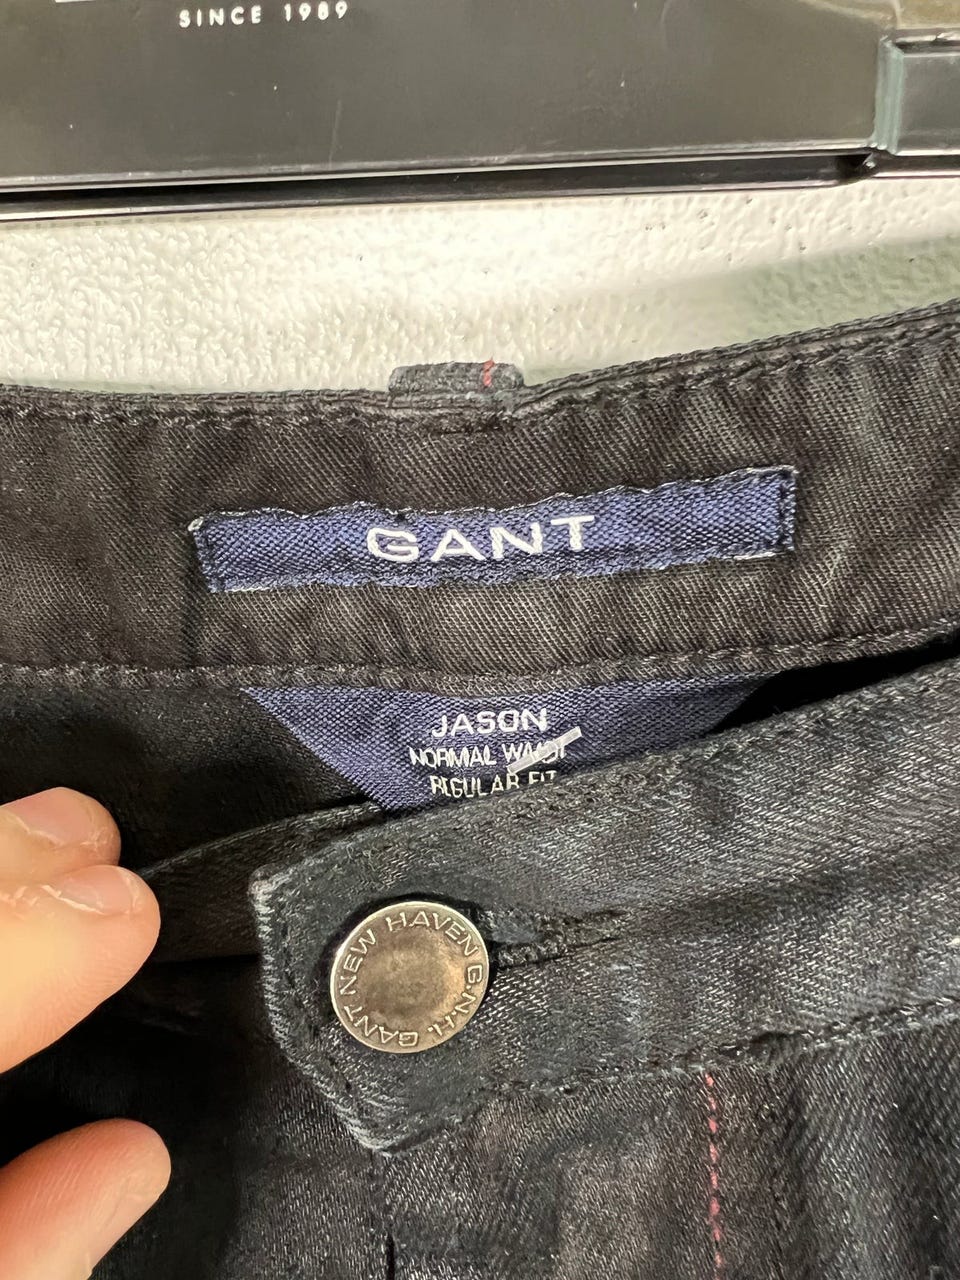 SINCE 1989
GANT
JASON
NORMAL WAIST
REGULAR FIT
GANT NEW HAVEN G.N.H.